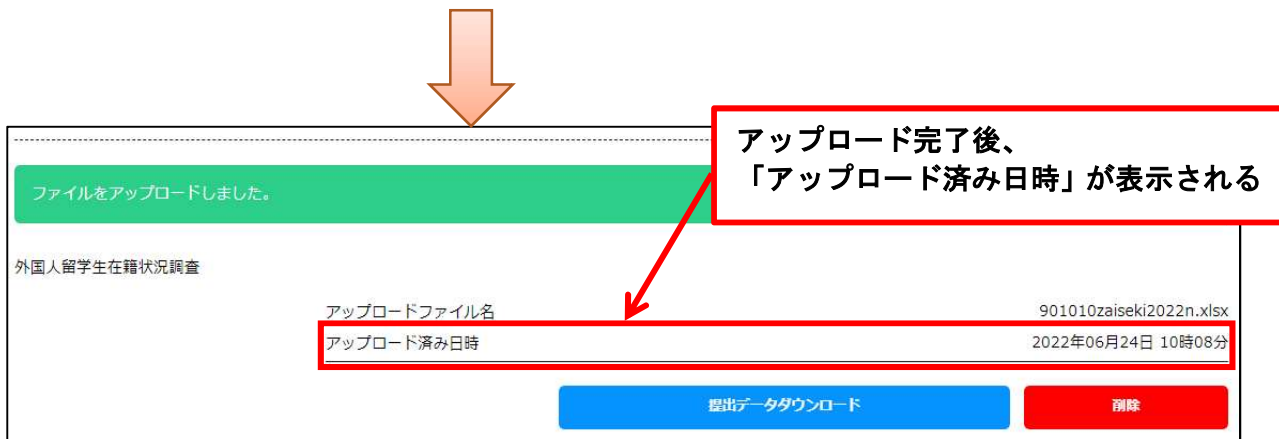 アップロード完了後、
「アップロード済み日時」が表示される
ファイルをアップロードしました。
外国人留学生在籍状況調査
アップロードファイル名 901010zaiseki2022n.xlsx
アップロード済み日時 2022年06月24日 10時08分
提出データダウンロード 削除